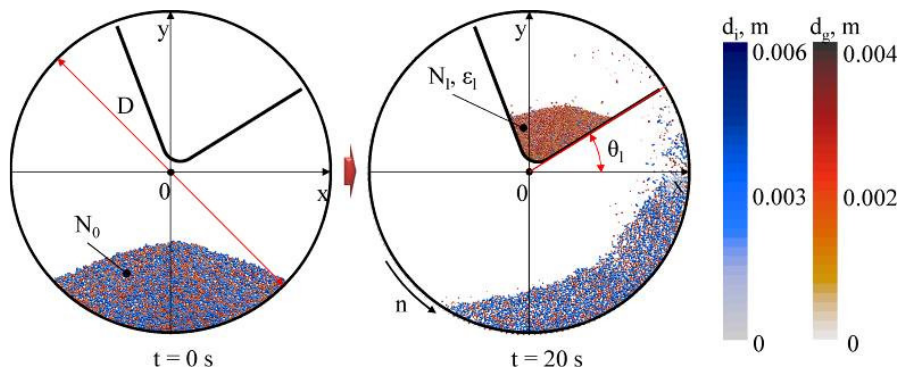 y
D
0
x
N₀
t = 0 s
y
Nₗ, εₗ
θₗ
0
x
n
t = 20 s
dᵢ, m
0.006
0.003
0
d_g, m
0.004
0.002
0